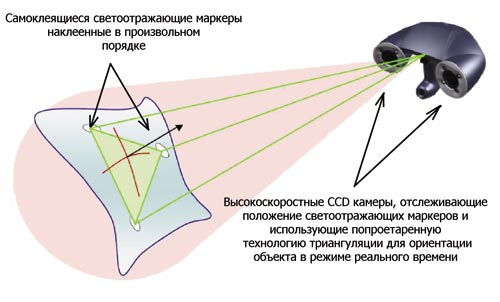 Самоклеящиеся светоотражающие маркеры
наклеенные в произвольном
порядке
Высокоскоростные CCD камеры, отслеживающие
положение светоотражающих маркеров и
использующие попроетаренную
технологию триангуляции для ориентации
объекта в режиме реального времени